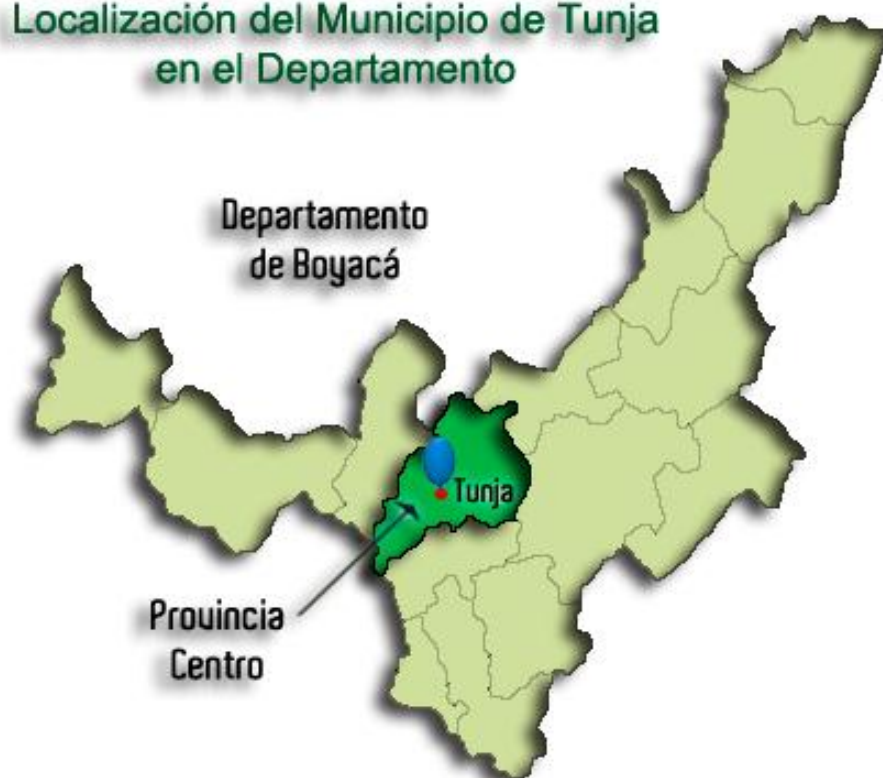 Localización del Municipio de Tunja
en el Departamento
Departamento
de Boyacá
Tunja
Provincia
Centro